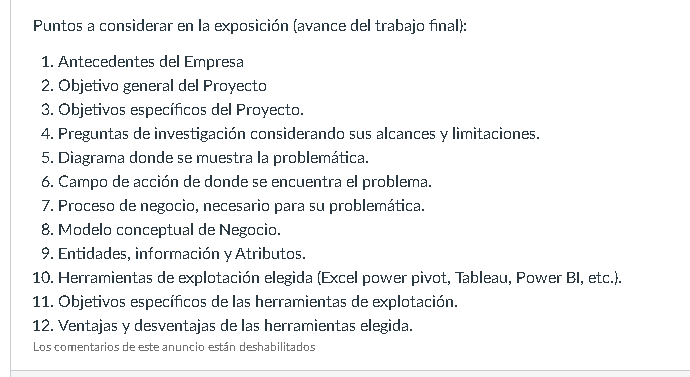 Puntos a considerar en la exposición (avance del trabajo final):
1. Antecedentes del Empresa
2. Objetivo general del Proyecto
3. Objetivos específicos del Proyecto.
4. Preguntas de investigación considerando sus alcances y limitaciones.
5. Diagrama donde se muestra la problemática.
6. Campo de acción de donde se encuentra el problema.
7. Proceso de negocio, necesario para su problemática.
8. Modelo conceptual de Negocio.
9. Entidades, información y Atributos.
10. Herramientas de explotación elegida (Excel power pivot, Tableau, Power BI, etc.).
11. Objetivos específicos de las herramientas de explotación.
12. Ventajas y desventajas de las herramientas elegida.
Los comentarios de este anuncio están deshabilitados